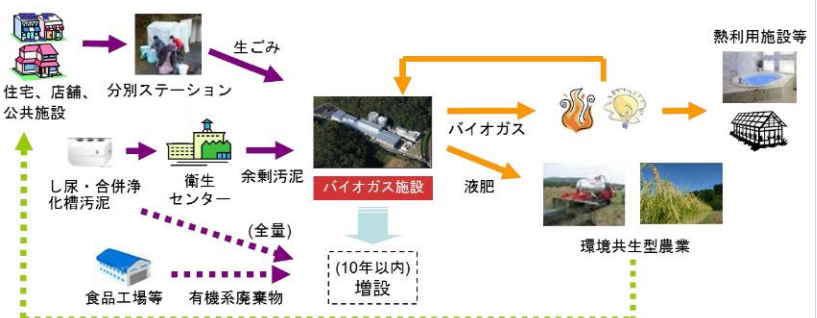 住宅、店舗、
公共施設
分別ステーション
生ごみ
熱利用施設等
バイオガス
し尿・合併浄
化槽汚泥
衛生
センター
余剰汚泥
バイオガス施設
液肥
(全量)
環境共生型農業
(10年以内)
増設
食品工場等
有機系廃棄物